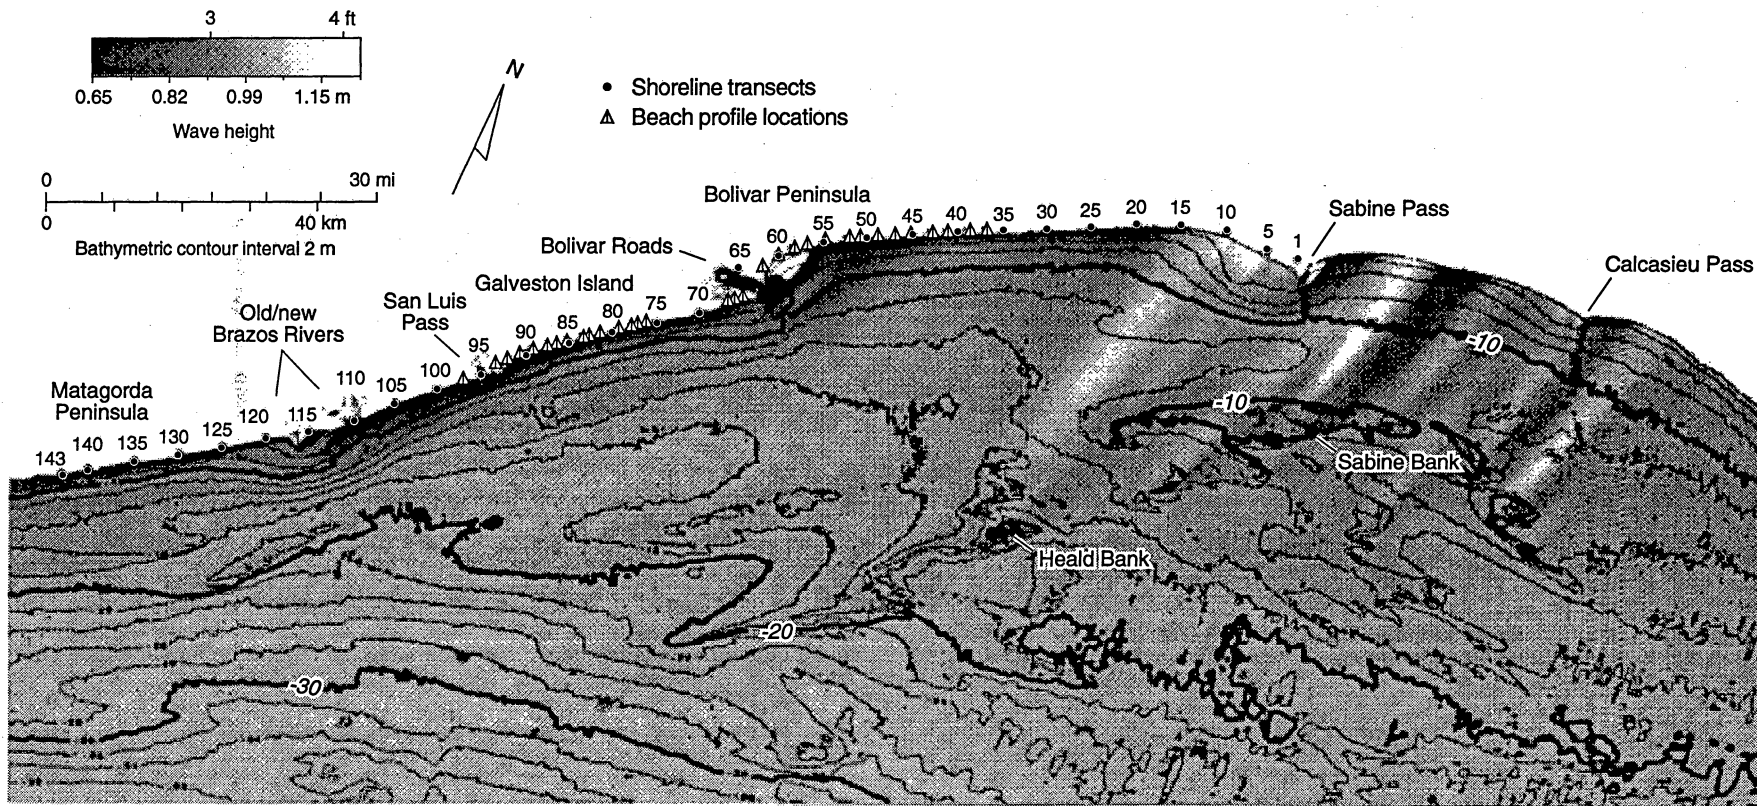 3 4 ft
0.65 0.82 0.99 1.15 m
Wave height
N
Shoreline transects
Beach profile locations
0 30 mi
0 40 km
Bathymetric contour interval 2 m
Bolivar Peninsula
Sabine Pass
Calcasieu Pass
Bolivar Roads
Galveston Island
San Luis
Pass
Old/new
Brazos Rivers
Matagorda
Peninsula
143 140 135 130 125 120 115 110 105 100 95 90 85 80 75 70 65 60 55 50 45 40 35 30 25 20 15 10 5 1
-10
-10
Sabine Bank
Heald Bank
-20
-30